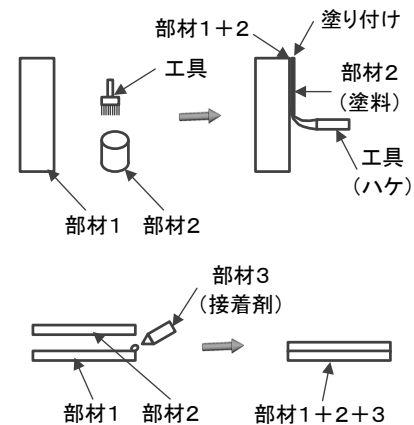 部材1+2
塗り付け
工具
部材2
(塗料)
工具
(ハケ)
部材1
部材2
部材3
(接着剤)
部材1
部材2
部材1+2+3